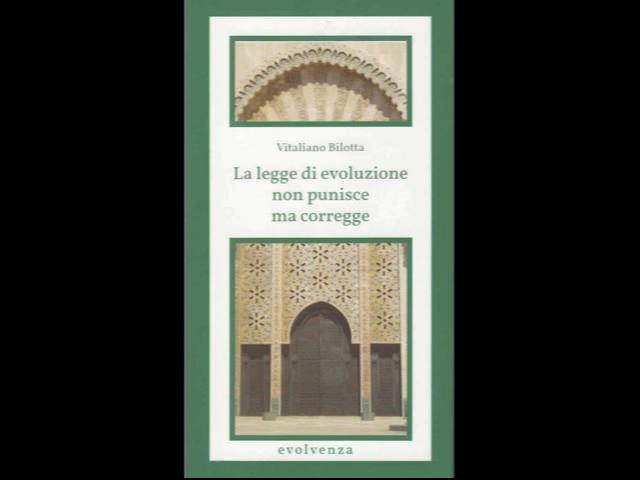 Vitaliano Bilotta
La legge di evoluzione
non punisce
ma corregge
evolvenza